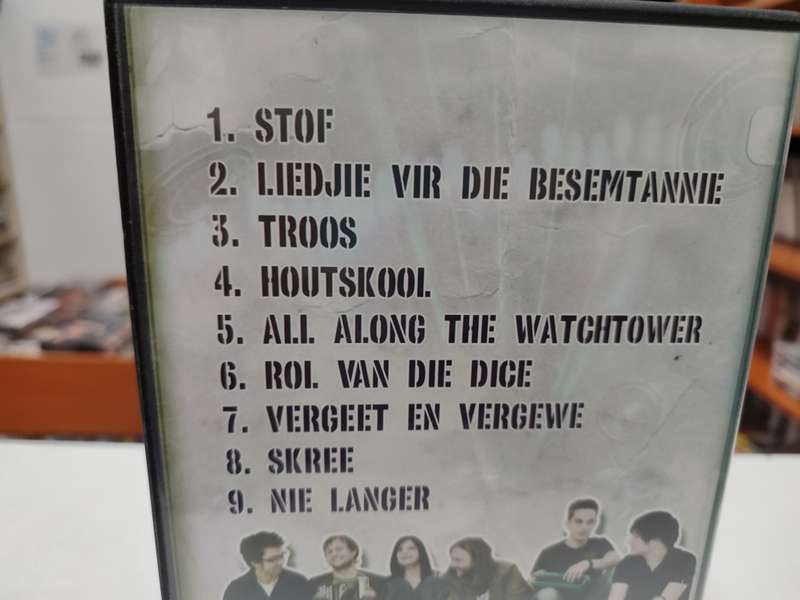 1. STOF
2. LIEDJIE VIR DIE BESEMTANNIE
3. TROOS
4. HOUTSKOOL
5. ALL ALONG THE WATCHTOWER
6. ROL VAN DIE DICE
7. VERGEET EN VERGEWE
8. SKREE
9. NIE LANGER